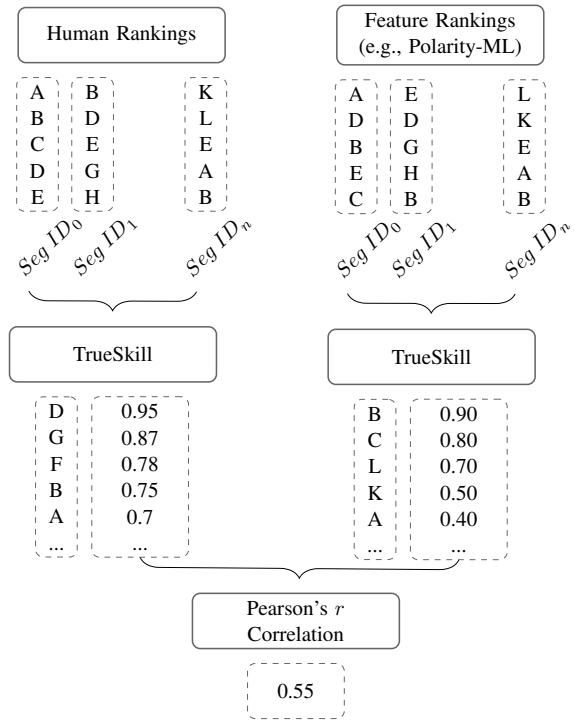 Human Rankings
Feature Rankings
(e.g., Polarity-ML)
A B K
B D L
C E E
D G A
E H B
A E L
D D K
B G E
E H A
C B B
Seg ID₀ Seg ID₁ Seg IDₙ
Seg ID₀ Seg ID₁ Seg IDₙ
TrueSkill
TrueSkill
D 0.95
G 0.87
F 0.78
B 0.75
A 0.7
... ...
B 0.90
C 0.80
L 0.70
K 0.50
A 0.40
... ...
Pearson's r
Correlation
0.55